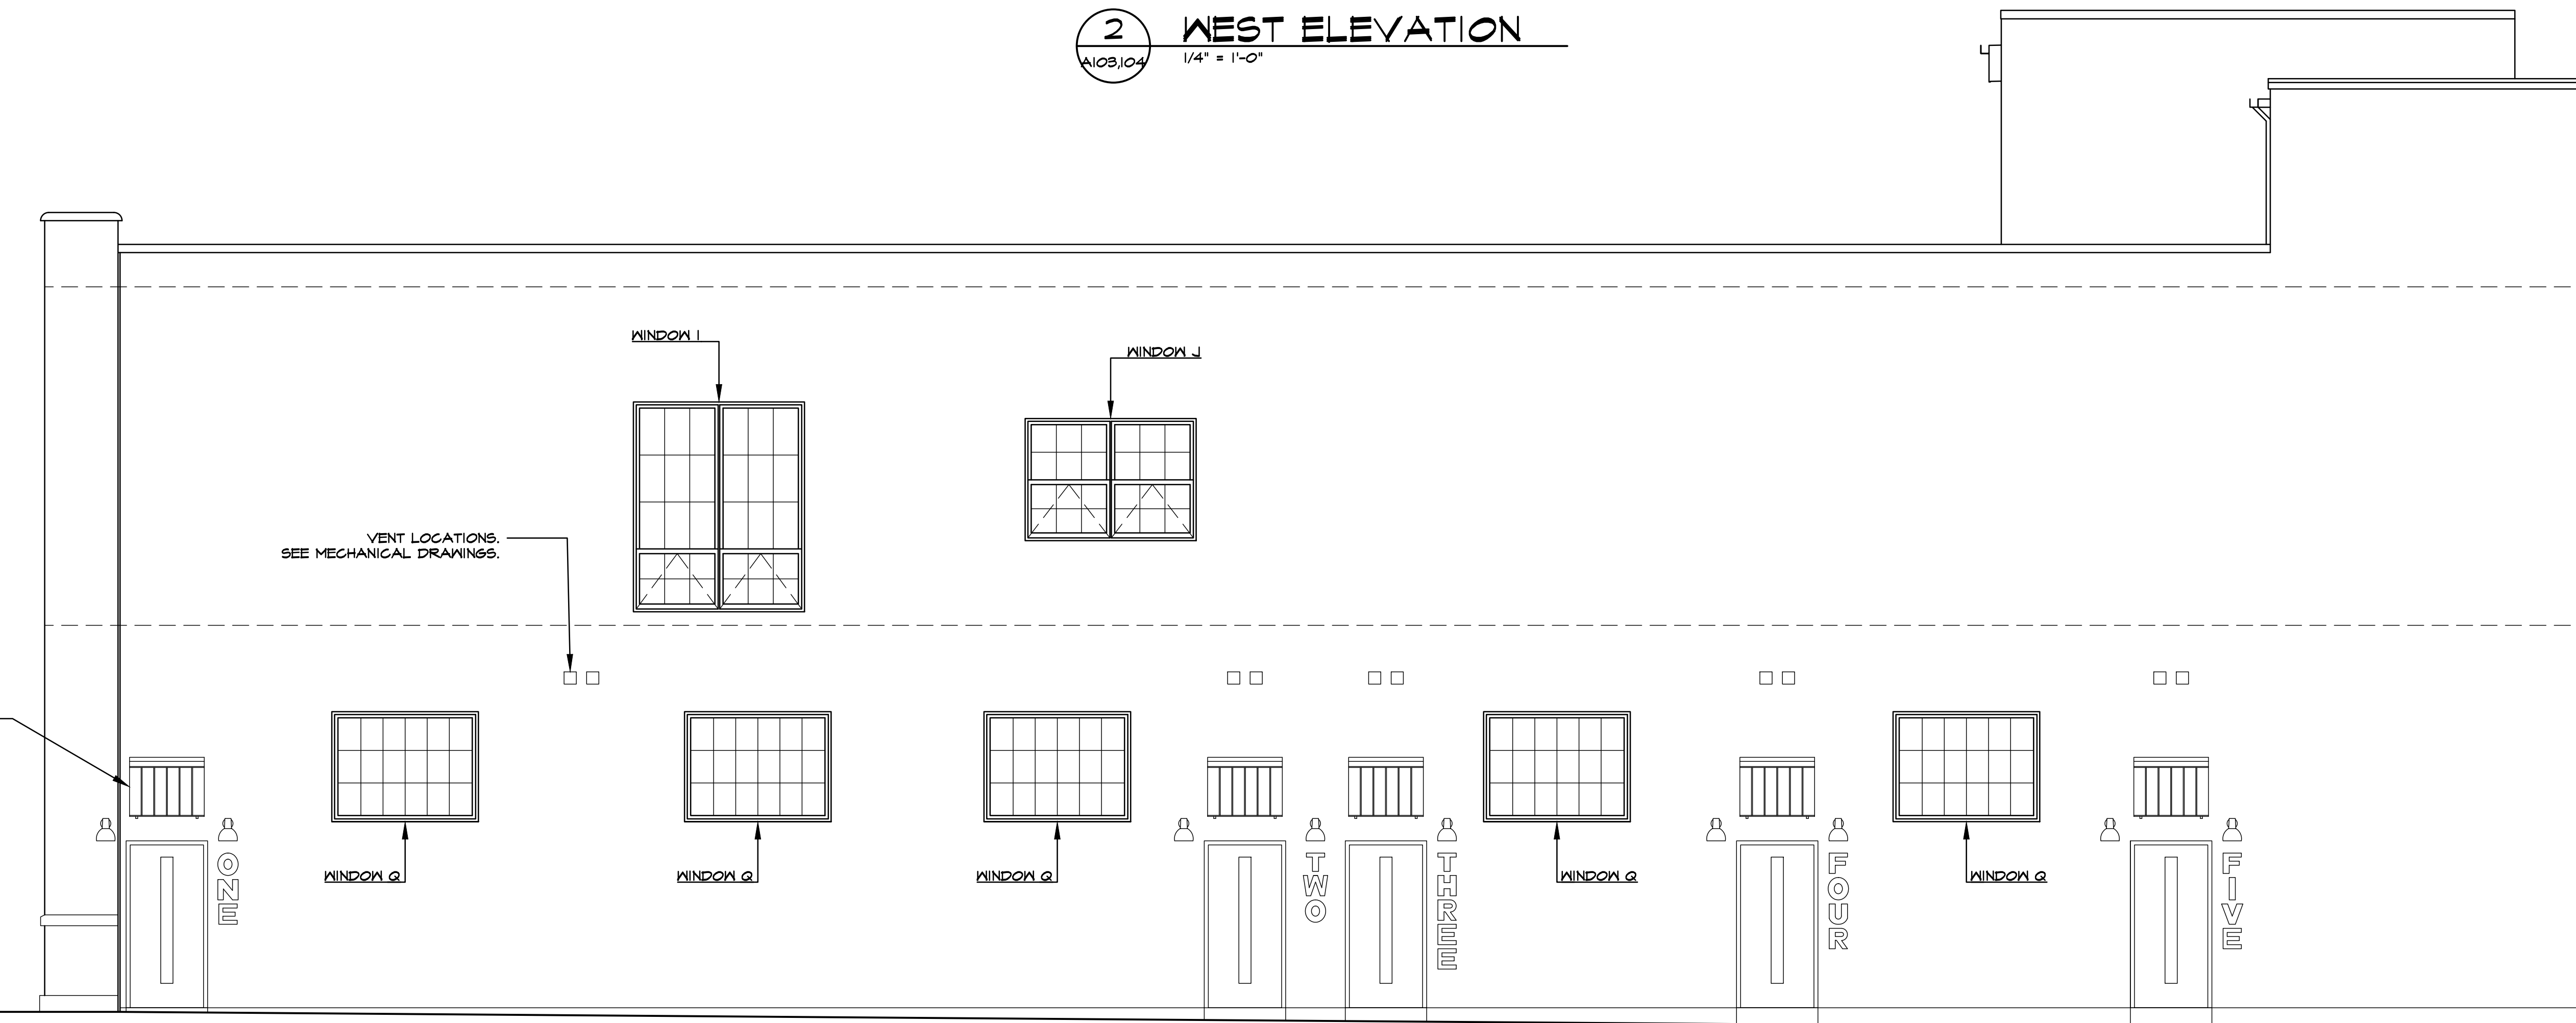 2
WEST ELEVATION
A103,104
1/4" = 1'-0"
WINDOW I
WINDOW J
VENT LOCATIONS.
SEE MECHANICAL DRAWINGS.
WINDOW Q
WINDOW Q
WINDOW Q
WINDOW Q
WINDOW Q
ONE
TWO
THREE
FOUR
FIVE